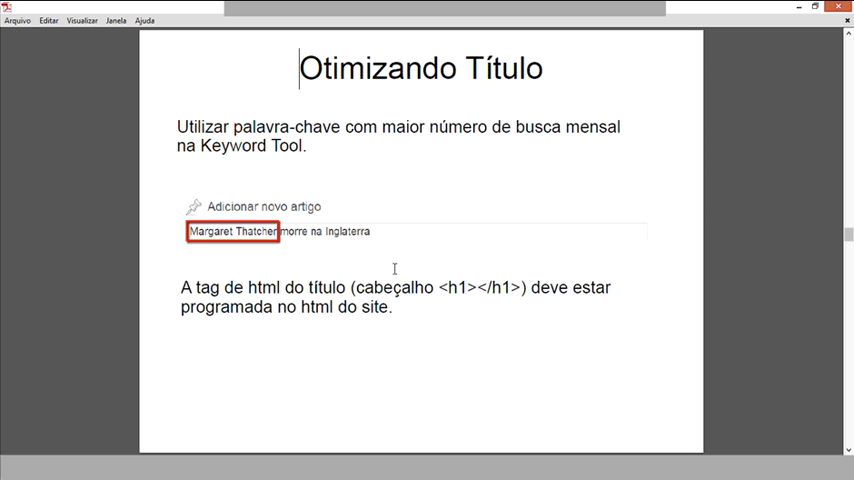 Arquivo Editar Visualizar Janela Ajuda
Otimizando Título
Utilizar palavra-chave com maior número de busca mensal
na Keyword Tool.
Adicionar novo artigo
Margaret Thatcher morre na Inglaterra
A tag de html do título (cabeçalho <h1></h1>) deve estar
programada no html do site.